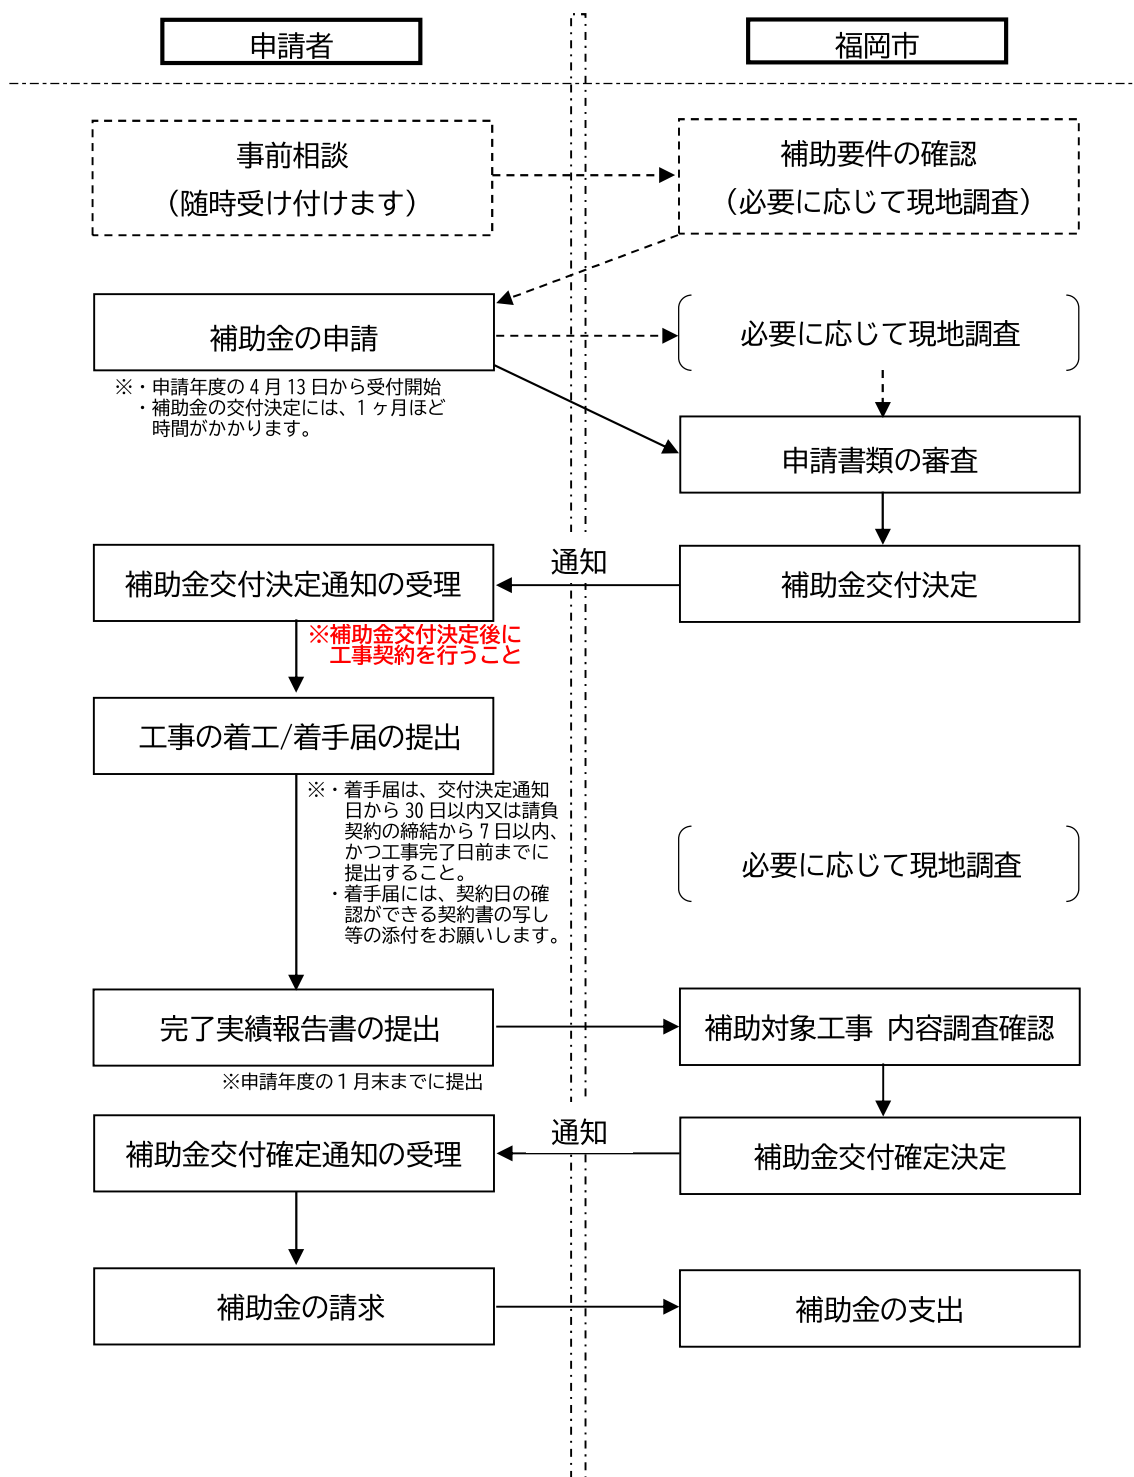 申請者
福岡市
事前相談
（随時受け付けます）
補助要件の確認
（必要に応じて現地調査）
補助金の申請
必要に応じて現地調査
※・申請年度の4月13日から受付開始
・補助金の交付決定には、1ヶ月ほど
時間がかかります。
申請書類の審査
補助金交付決定通知の受理
通知
補助金交付決定
※補助金交付決定後に
工事契約を行うこと
工事の着工/着手届の提出
※・着手届は、交付決定通知
日から30日以内又は請負
契約の締結から7日以内、
かつ工事完了日前までに
提出すること。
・着手届には、契約日の確
認ができる契約書の写し
等の添付をお願いします。
必要に応じて現地調査
完了実績報告書の提出
補助対象工事 内容調査確認
※申請年度の1月末までに提出
補助金交付確定通知の受理
通知
補助金交付確定決定
補助金の請求
補助金の支出